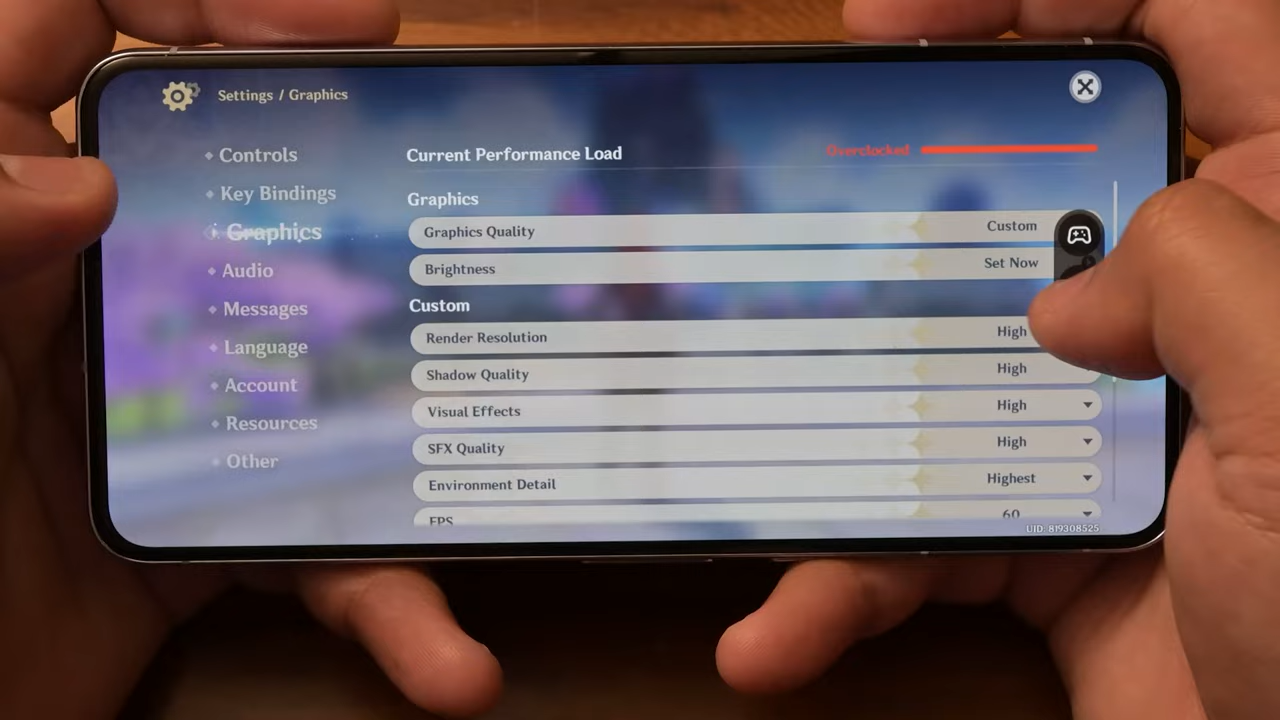 Settings / Graphics
Controls
Key Bindings
Graphics
Audio
Messages
Language
Account
Resources
Other
Current Performance Load Overclocked
Graphics
Graphics Quality Custom
Brightness Set Now
Custom
Render Resolution High
Shadow Quality High
Visual Effects High
SFX Quality High
Environment Detail Highest
FPS 60
UID: 819308525